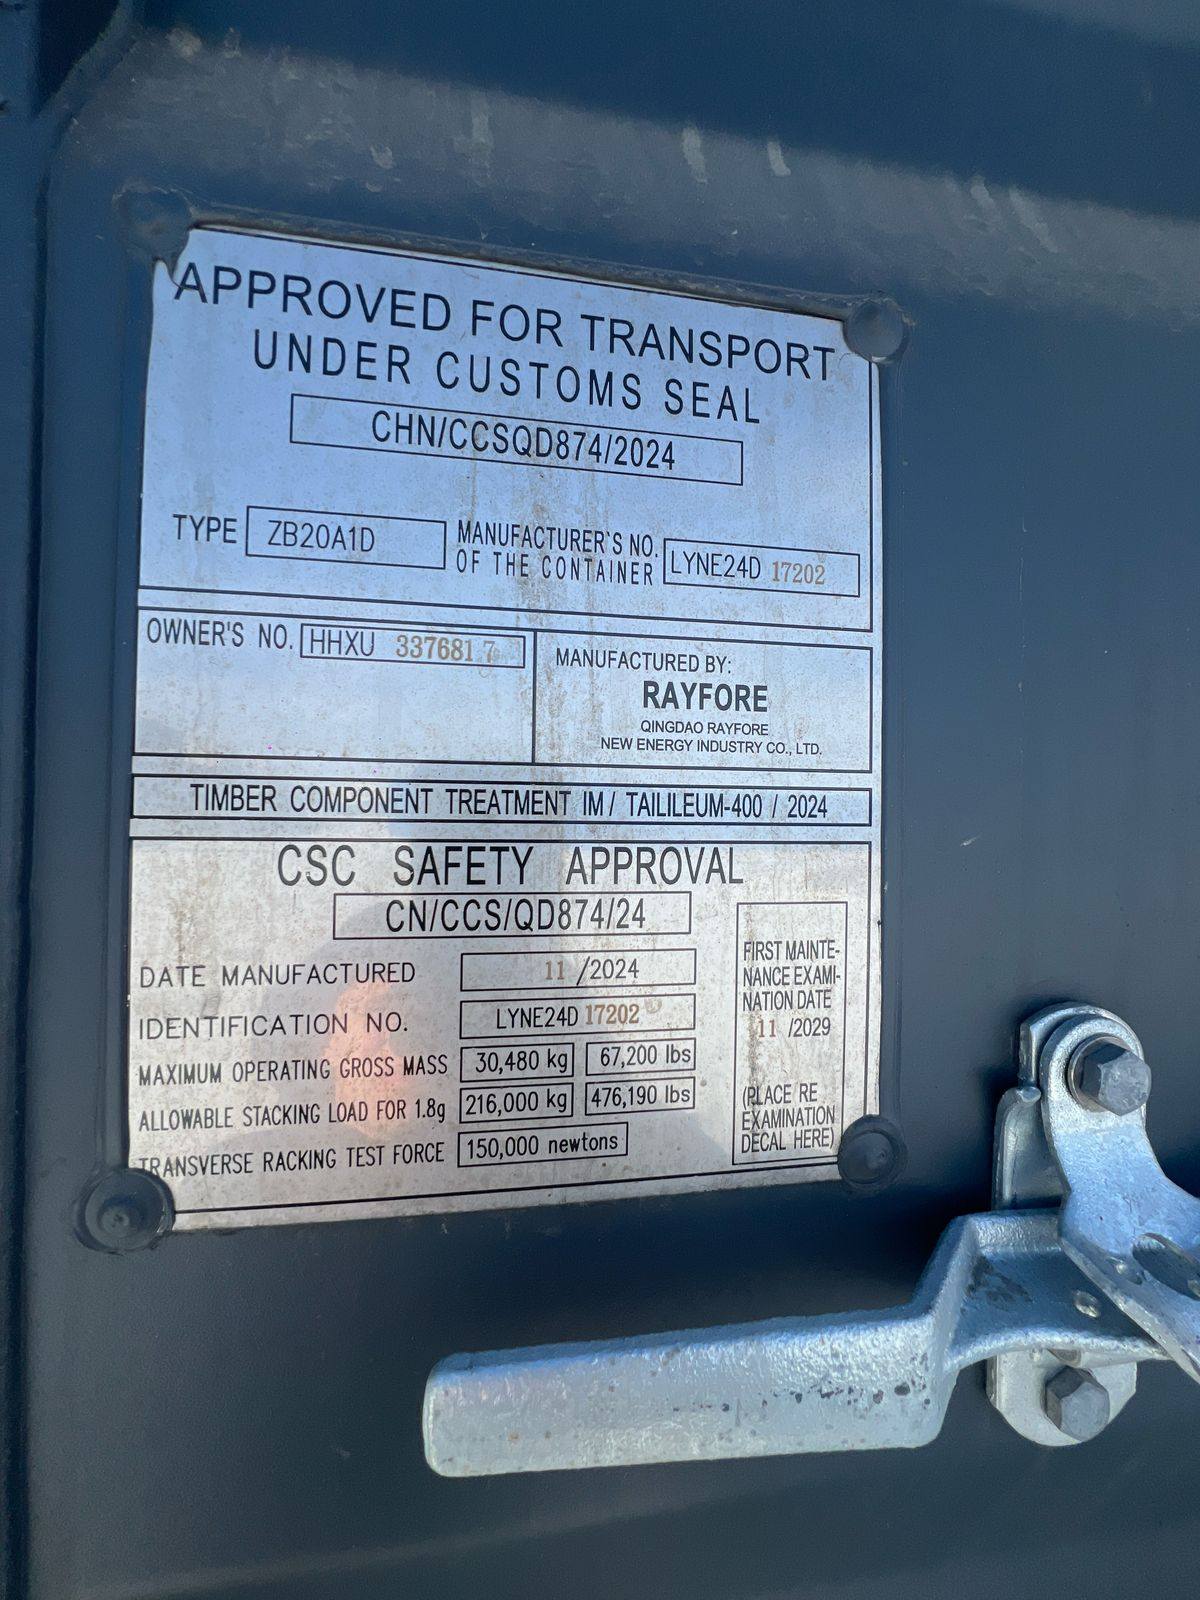 APPROVED FOR TRANSPORT
UNDER CUSTOMS SEAL
CHN/CCSQD874/2024
TYPE ZB20A1D MANUFACTURER'S NO. OF THE CONTAINER LYNE24D 17202
OWNER'S NO. HHXU 337681 7
MANUFACTURED BY:
RAYFORE
QINGDAO RAYFORE
NEW ENERGY INDUSTRY CO., LTD.
TIMBER COMPONENT TREATMENT IM / TAILILEUM-400 / 2024
CSC SAFETY APPROVAL
CN/CCS/QD874/24
DATE MANUFACTURED 11 /2024
IDENTIFICATION NO. LYNE24D 17202
MAXIMUM OPERATING GROSS MASS 30,480 kg 67,200 lbs
ALLOWABLE STACKING LOAD FOR 1.8g 216,000 kg 476,190 lbs
TRANSVERSE RACKING TEST FORCE 150,000 newtons
FIRST MAINTE-
NANCE EXAMI-
NATION DATE
11 /2029
(PLACE RE
EXAMINATION
DECAL HERE)